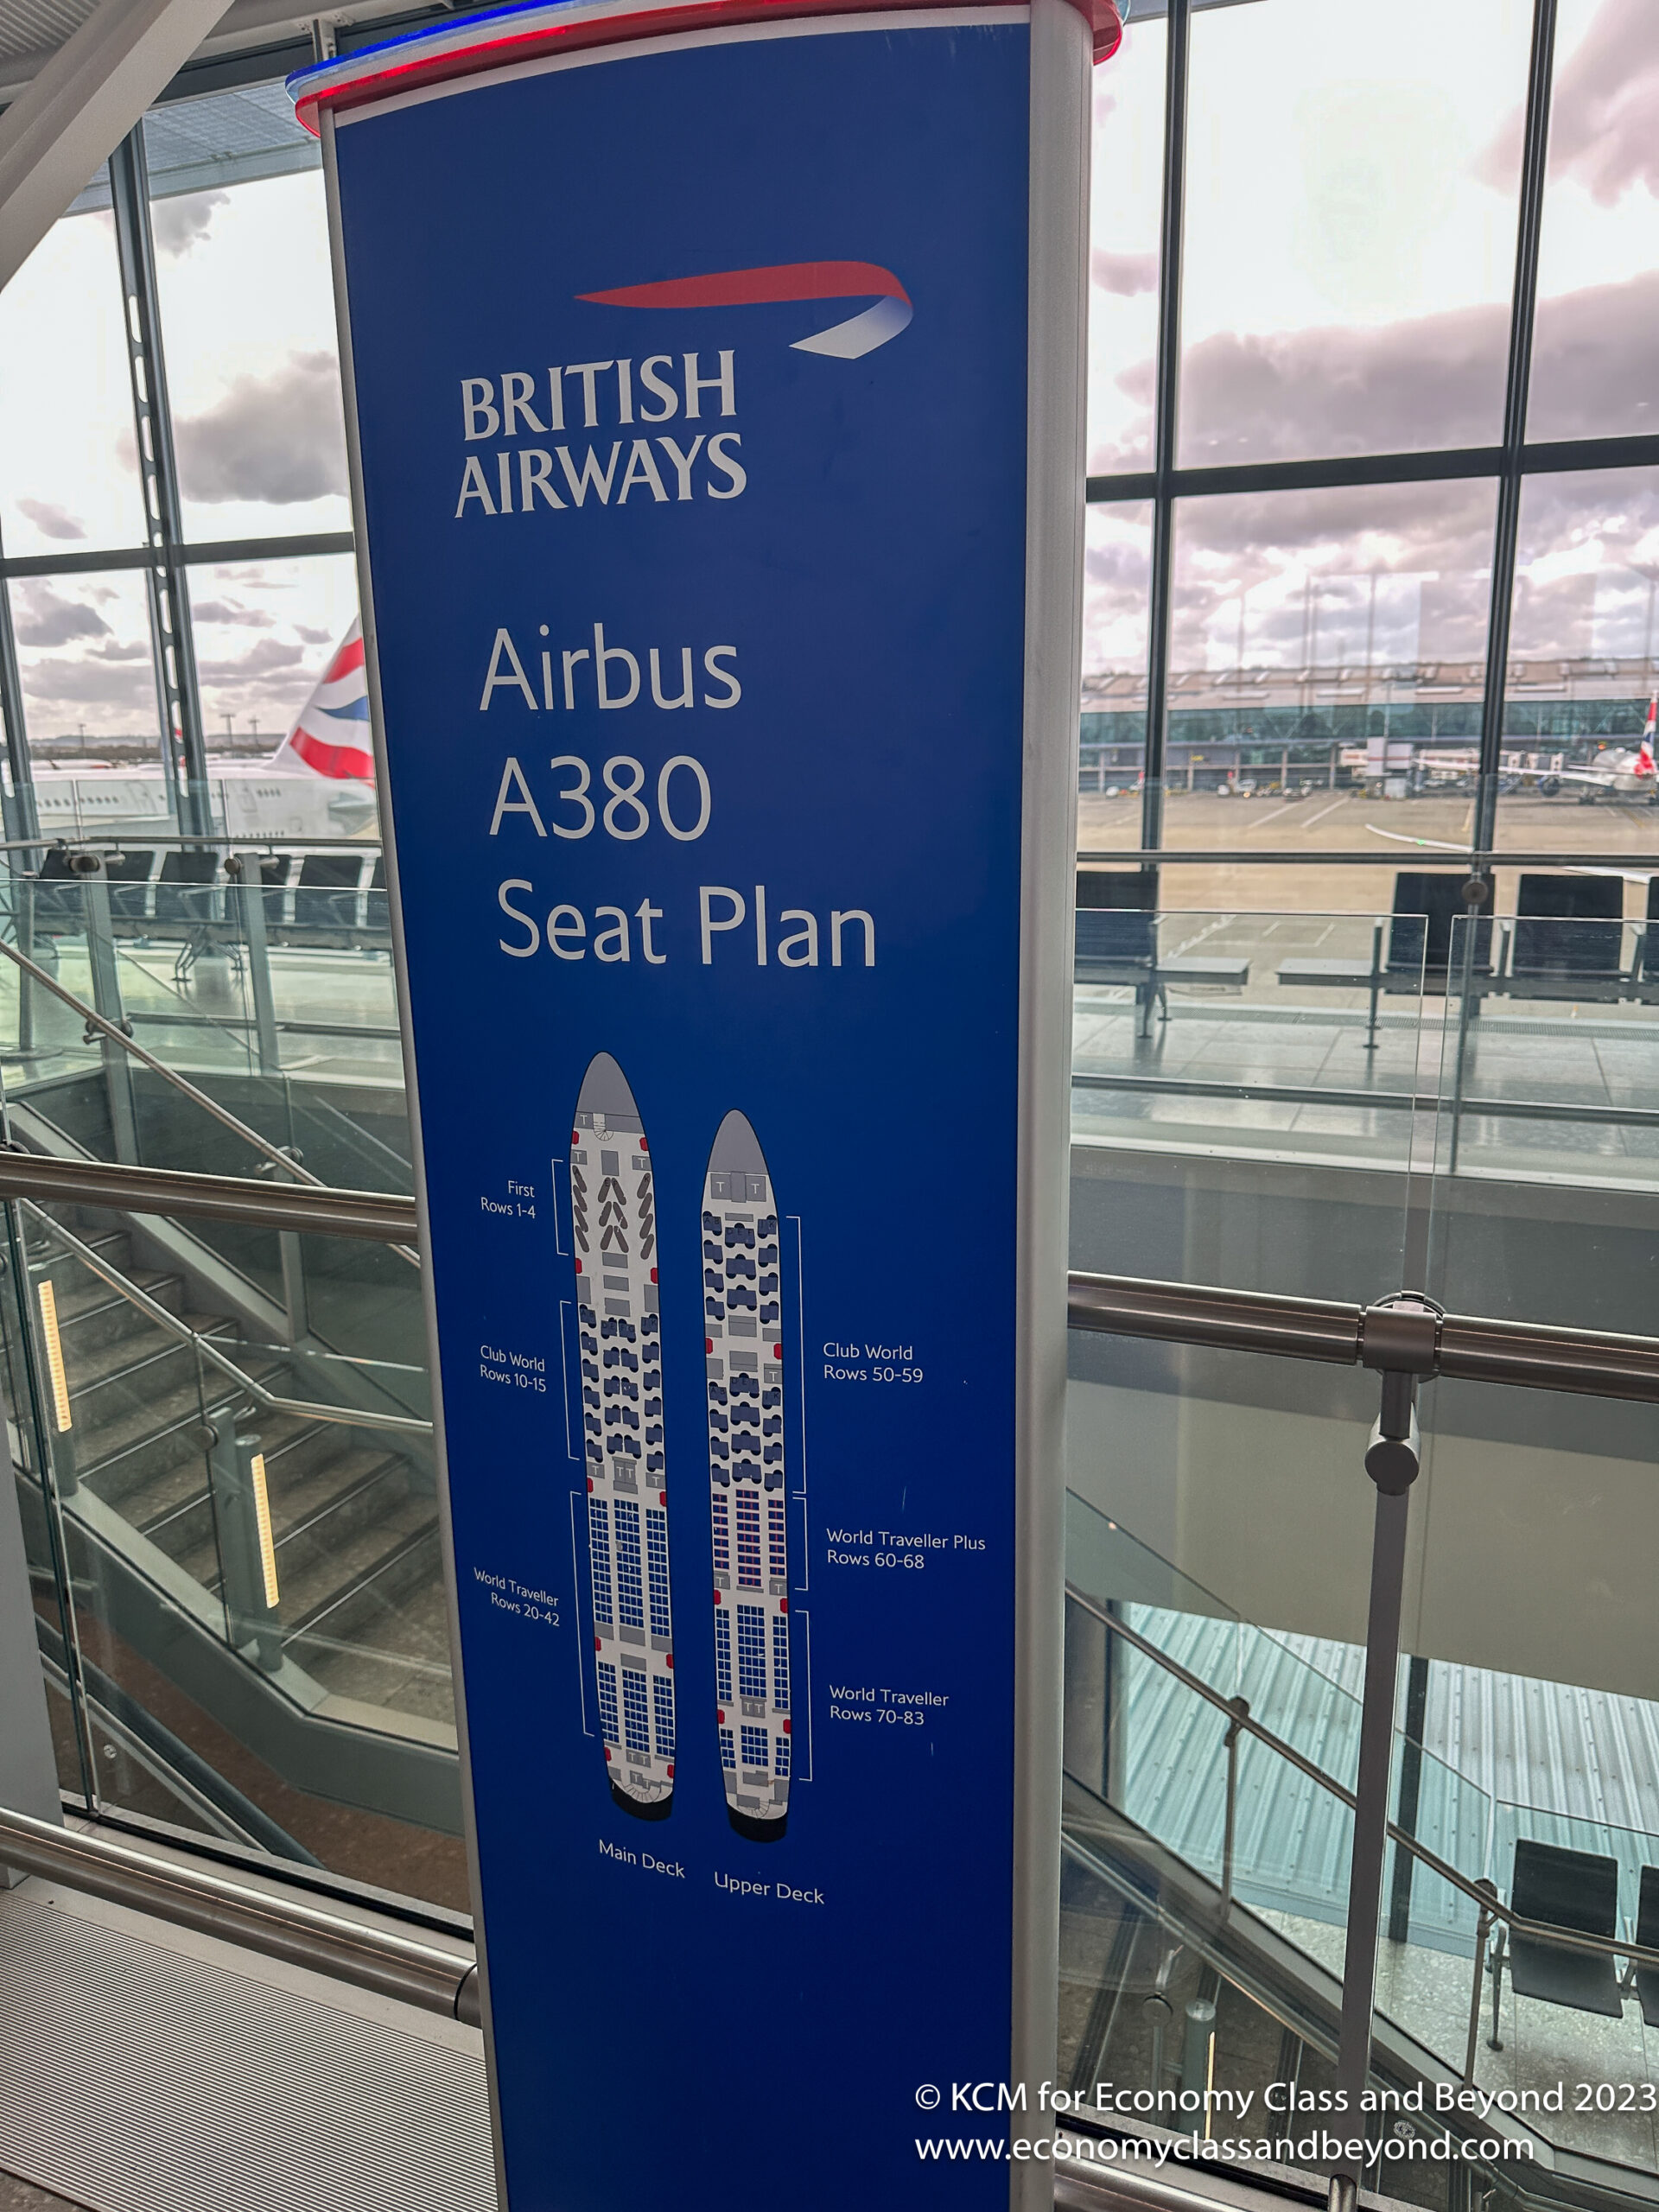 BRITISH
AIRWAYS
Airbus
A380
Seat Plan
First
Rows 1-4
Club World
Rows 10-15
World Traveller
Rows 20-42
Club World
Rows 50-59
World Traveller Plus
Rows 60-68
World Traveller
Rows 70-83
Main Deck
Upper Deck
© KCM for Economy Class and Beyond 2023
www.economyclassandbeyond.com